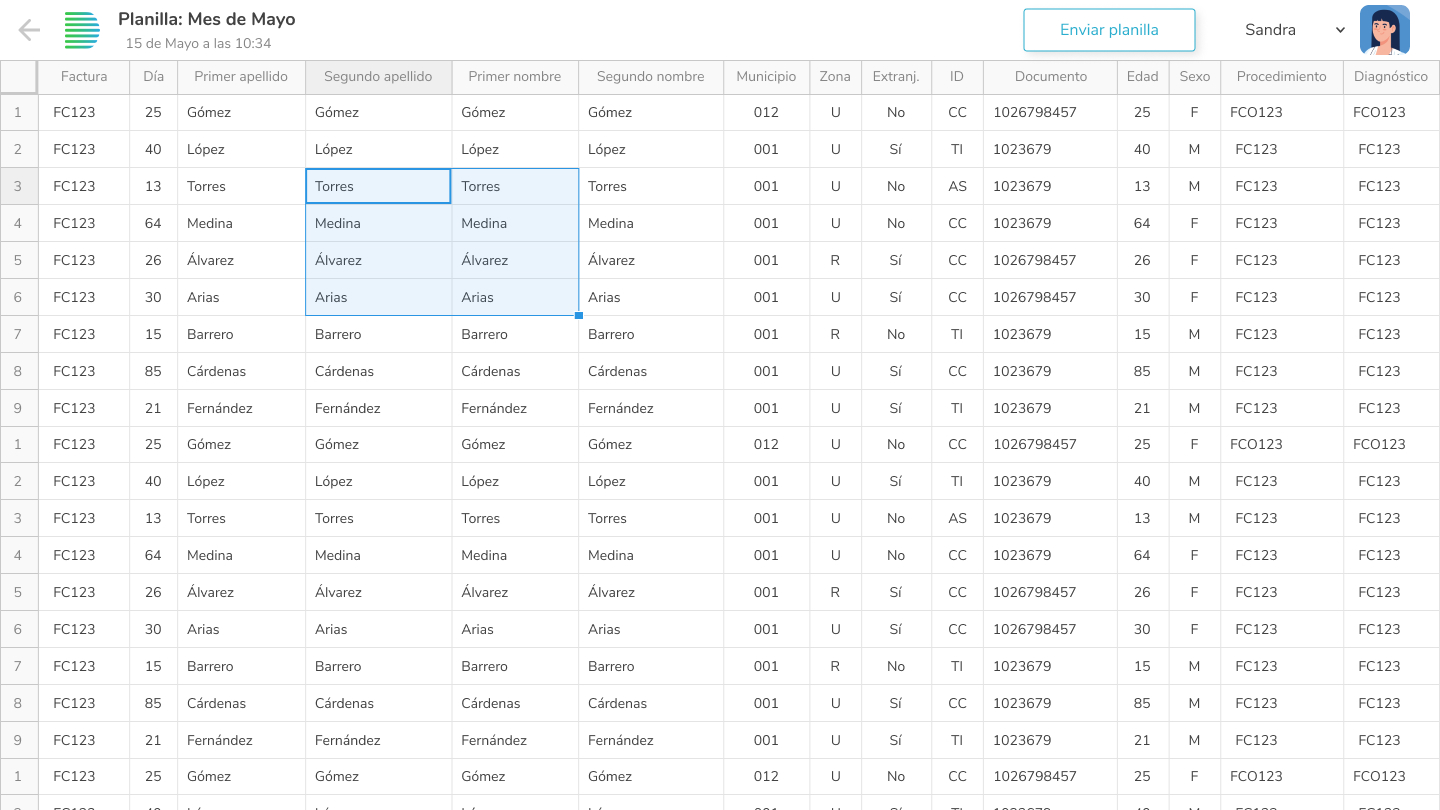 Planilla: Mes de Mayo
15 de Mayo a las 10:34
Enviar planilla
Sandra
Factura Día Primer apellido Segundo apellido Primer nombre Segundo nombre Municipio Zona Extranj. ID Documento Edad Sexo Procedimiento Diagnóstico
1 FC123 25 Gómez Gómez Gómez Gómez 012 U No CC 1026798457 25 F FCO123 FCO123
2 FC123 40 López López López López 001 U Sí TI 1023679 40 M FC123 FC123
3 FC123 13 Torres Torres Torres Torres 001 U No AS 1023679 13 M FC123 FC123
4 FC123 64 Medina Medina Medina Medina 001 U No CC 1023679 64 F FC123 FC123
5 FC123 26 Álvarez Álvarez Álvarez Álvarez 001 R Sí CC 1026798457 26 F FC123 FC123
6 FC123 30 Arias Arias Arias Arias 001 U Sí CC 1026798457 30 F FC123 FC123
7 FC123 15 Barrero Barrero Barrero Barrero 001 R No TI 1023679 15 M FC123 FC123
8 FC123 85 Cárdenas Cárdenas Cárdenas Cárdenas 001 U Sí CC 1023679 85 M FC123 FC123
9 FC123 21 Fernández Fernández Fernández Fernández 001 U Sí TI 1023679 21 M FC123 FC123
1 FC123 25 Gómez Gómez Gómez Gómez 012 U No CC 1026798457 25 F FCO123 FCO123
2 FC123 40 López López López López 001 U Sí TI 1023679 40 M FC123 FC123
3 FC123 13 Torres Torres Torres Torres 001 U No AS 1023679 13 M FC123 FC123
4 FC123 64 Medina Medina Medina Medina 001 U No CC 1023679 64 F FC123 FC123
5 FC123 26 Álvarez Álvarez Álvarez Álvarez 001 R Sí CC 1026798457 26 F FC123 FC123
6 FC123 30 Arias Arias Arias Arias 001 U Sí CC 1026798457 30 F FC123 FC123
7 FC123 15 Barrero Barrero Barrero Barrero 001 R No TI 1023679 15 M FC123 FC123
8 FC123 85 Cárdenas Cárdenas Cárdenas Cárdenas 001 U Sí CC 1023679 85 M FC123 FC123
9 FC123 21 Fernández Fernández Fernández Fernández 001 U Sí TI 1023679 21 M FC123 FC123
1 FC123 25 Gómez Gómez Gómez Gómez 012 U No CC 1026798457 25 F FCO123 FCO123